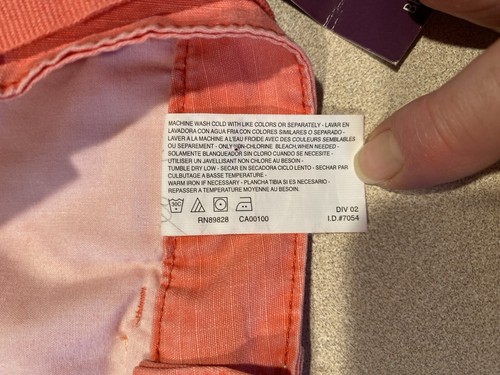 MACHINE WASH COLD WITH LIKE COLORS OR SEPARATELY - LAVAR EN
LAVADORA CON AGUA FRIA CON COLORES SIMILARES O SEPARADO -
LAVER A LA MACHINE A L'EAU FROIDE AVEC DES COULEURS SEMBLABLES
OU SEPAREMENT - ONLY NON-CHLORINE BLEACH, WHEN NEEDED -
SOLAMENTE BLANQUEADOR SIN CLORO CUANDO SE NECESITE -
UTILISER UN JAVELLISANT NON CHLORE AU BESOIN -
TUMBLE DRY LOW - SECAR EN SECADORA CICLO LENTO - SECHAR PAR
CULBUTAGE A BASSE TEMPERATURE -
WARM IRON IF NECESSARY - PLANCHA TIBIA SI ES NECESARIO -
REPASSER A TEMPERATURE MOYENNE AU BESOIN.
DIV 02
RN89828 CA00100 I.D.#7054